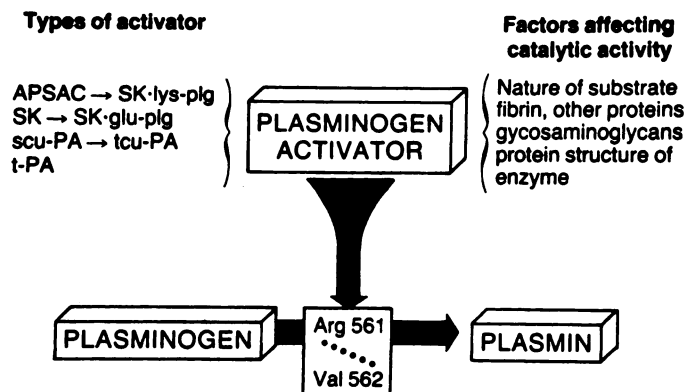 Types of activator
Factors affecting
catalytic activity
APSAC → SK·lys-plg
SK → SK·glu-plg
scu-PA → tcu-PA
t-PA
PLASMINOGEN
ACTIVATOR
Nature of substrate
fibrin, other proteins
gycosaminoglycans
protein structure of
enzyme
PLASMINOGEN
Arg 561
Val 562
PLASMIN